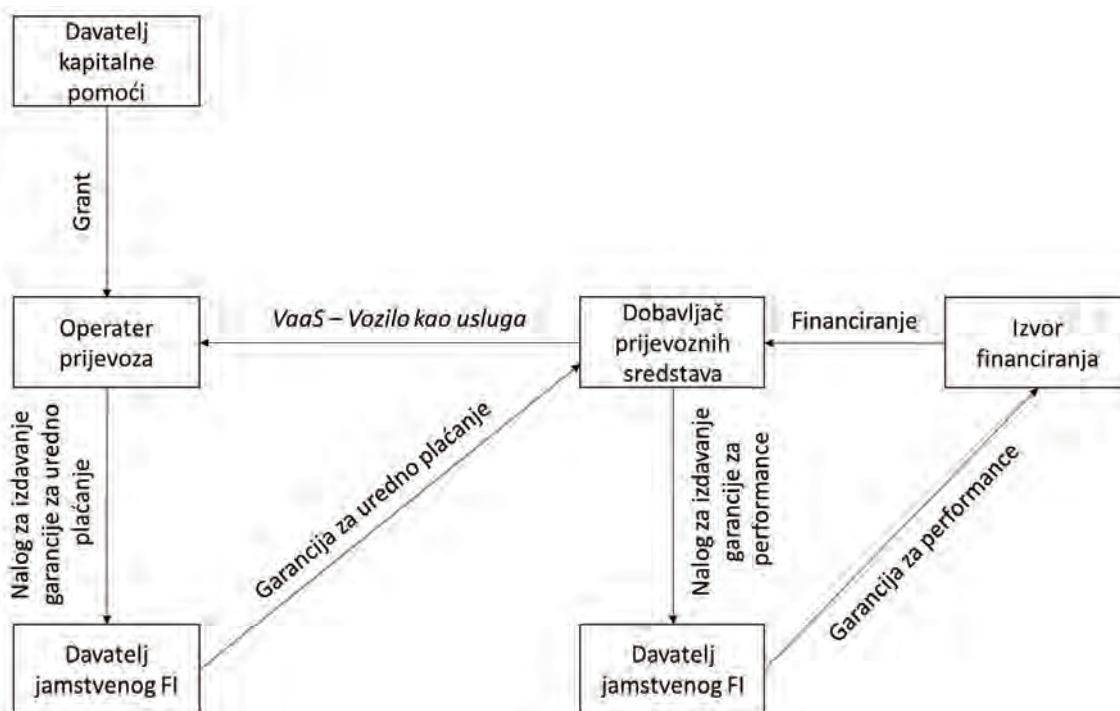 Davatelj
kapitalne
pomoći
Grant
Operater
prijevoza
VaaS – Vozilo kao usluga
Dobavljač
prijevoznih
sredstava
Financiranje
Izvor
financiranja
Nalog za izdavanje
garancije za uredno
plaćanje
Garancija za uredno plaćanje
Nalog za izdavanje
garancije za
performance
Garancija za performance
Davatelj
jamstvenog FI
Davatelj
jamstvenog FI